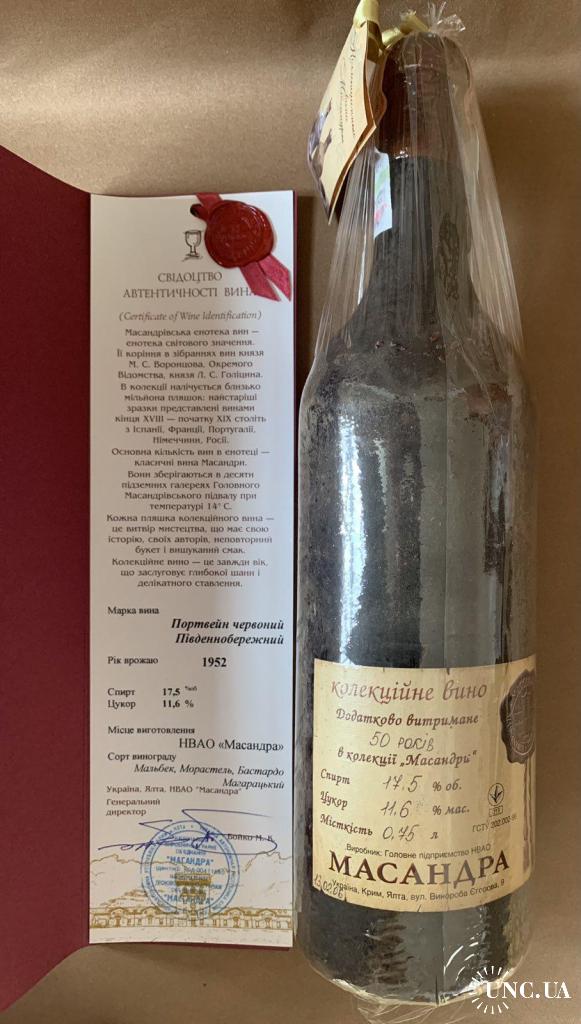 СВІДОЦТВО
АВТЕНТИЧНОСТІ ВИНА
(Certificate of Wine Identification)
Масандрівська енотека вин —
енотека світового значення.
Її коріння в зібраннях вин князя
М. С. Воронцова, Окремого
Відомства, князя Л. С. Голіцина.
В колекції налічується близько
мільйона пляшок: найстаріші
зразки представлені винами
кінця XVIII — початку XIX століть
з Іспанії, Франції, Португалії,
Німеччини, Росії.
Основна кількість вин в енотеці —
класичні вина Масандри.
Вони зберігаються в десяти
підземних галереях Головного
Масандрівського підвалу при
температурі 14° С.
Кожна пляшка колекційного вина —
це витвір мистецтва, що має свою
історію, своїх авторів, неповторний
букет і вишуканий смак.
Колекційне вино — це завжди вік,
що заслуговує глибокої шани і
делікатного ставлення.
Марка вина
Портвейн червоний
Південнобережний
Рік врожаю 1952
Спирт 17,5 %об
Цукор 11,6 %
Місце виготовлення
НВАО «Масандра»
Сорт винограду
Мальбек, Морастель, Бастардо
Магарацький
Україна, Ялта, НВАО "Масандра"
Генеральний
директор
Бойко М. В.
"МАСАНДРА"
"МАСАНДРА"
колекційне вино
Додатково витримане
50 років
в колекції „Масандри"
Спирт 17.5 % об.
Цукор 11.6 % мас.
Місткість 0,75 л
ГСТУ 202.002-96
Виробник: Головне підприємство НВАО
МАСАНДРА
Україна, Крим, Ялта, вул. Винороба Єгорова, 9
13.02.06
UNC.UA